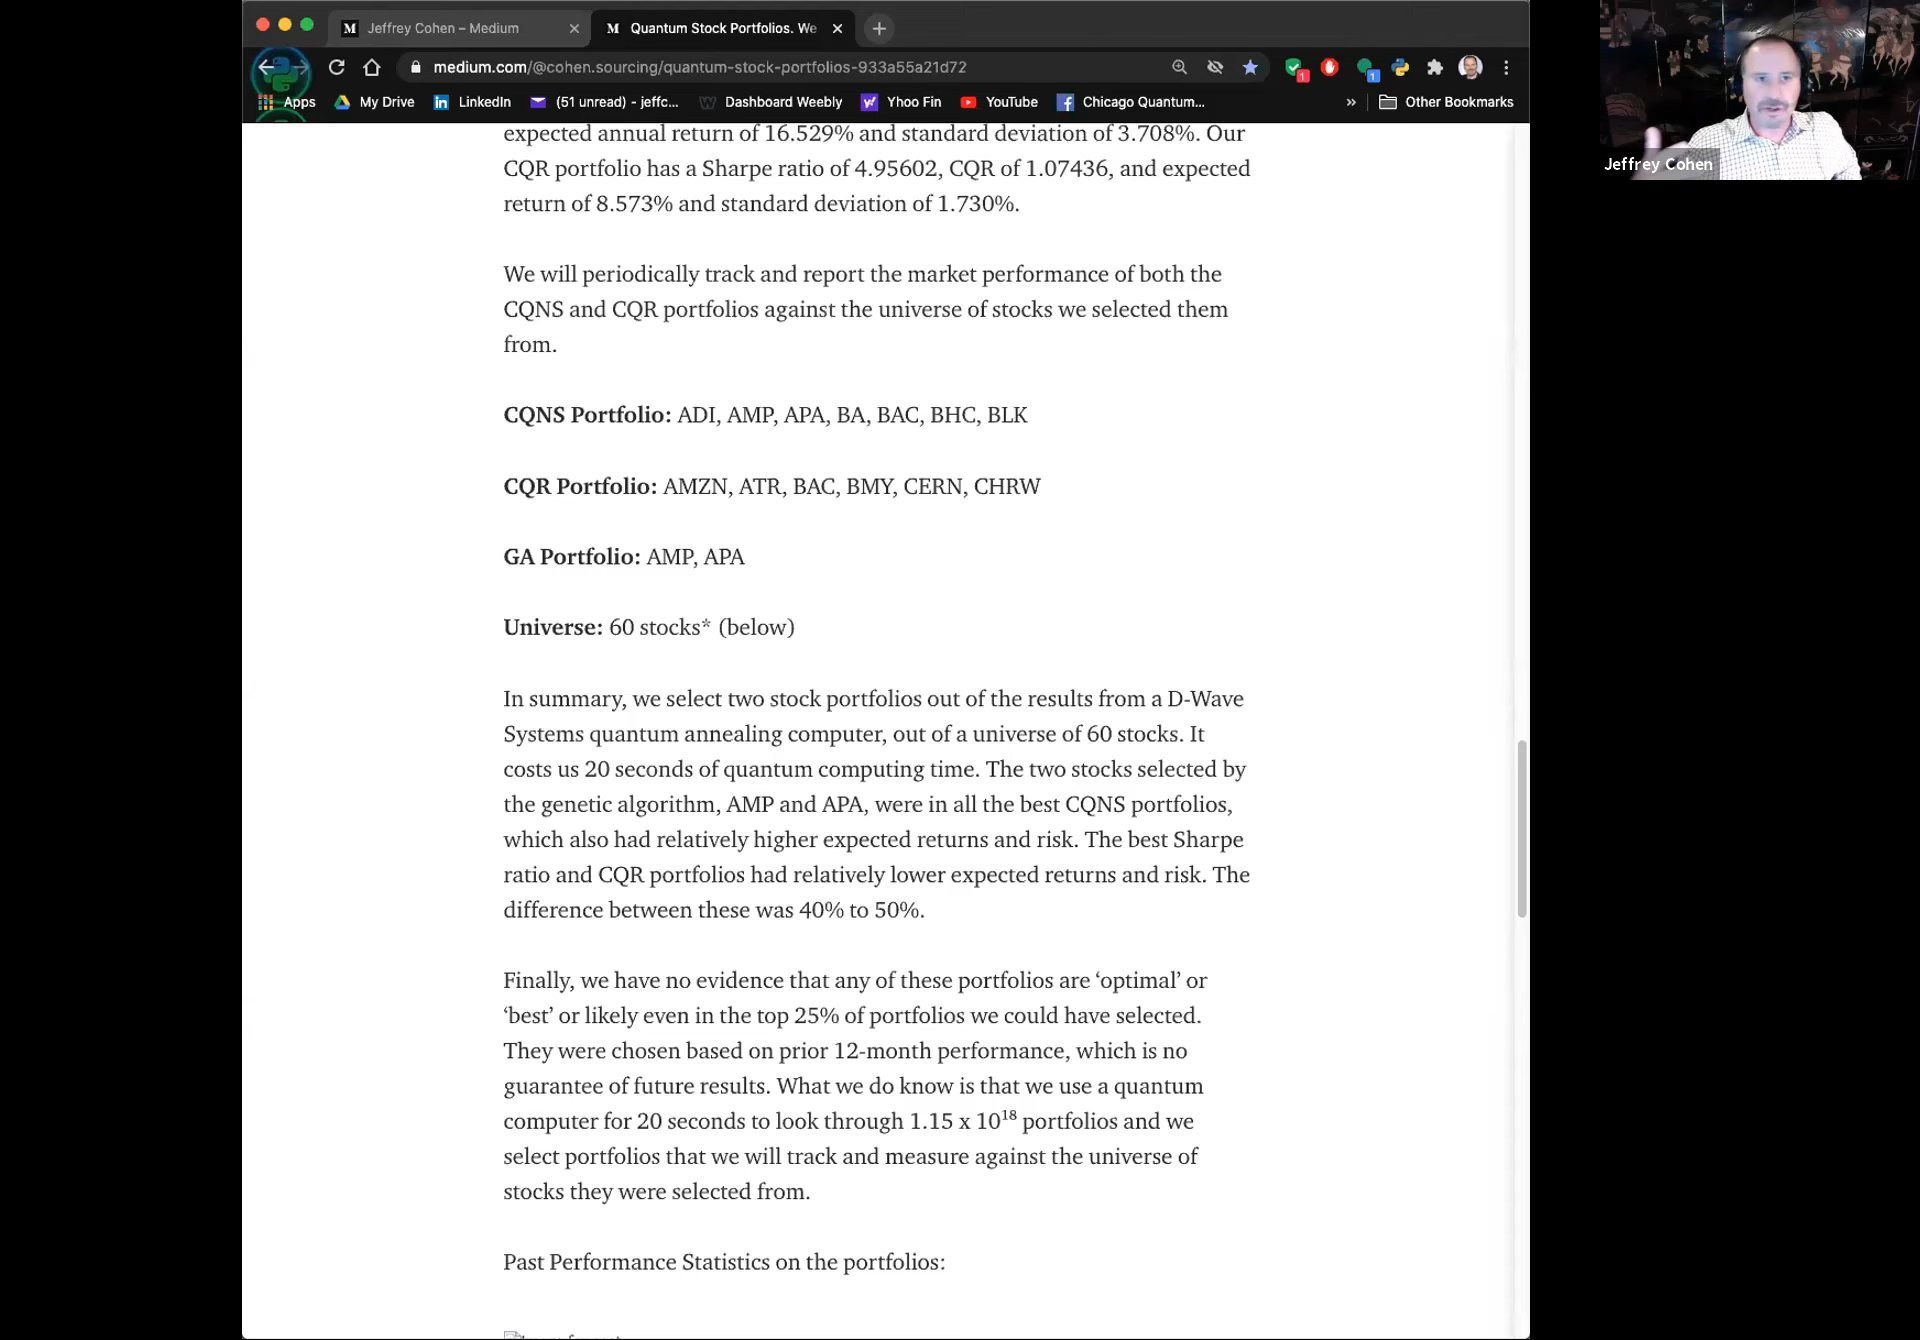 Jeffrey Cohen – Medium
Quantum Stock Portfolios. We
medium.com/@cohen.sourcing/quantum-stock-portfolios-933a55a21d72
1
1
Apps
My Drive
LinkedIn
(51 unread) - jeffc...
Dashboard Weebly
Yhoo Fin
YouTube
Chicago Quantum...
»
Other Bookmarks
Jeffrey Cohen
expected annual return of 16.529% and standard deviation of 3.708%. Our
CQR portfolio has a Sharpe ratio of 4.95602, CQR of 1.07436, and expected
return of 8.573% and standard deviation of 1.730%.
We will periodically track and report the market performance of both the
CQNS and CQR portfolios against the universe of stocks we selected them
from.
CQNS Portfolio: ADI, AMP, APA, BA, BAC, BHC, BLK
CQR Portfolio: AMZN, ATR, BAC, BMY, CERN, CHRW
GA Portfolio: AMP, APA
Universe: 60 stocks* (below)
In summary, we select two stock portfolios out of the results from a D-Wave
Systems quantum annealing computer, out of a universe of 60 stocks. It
costs us 20 seconds of quantum computing time. The two stocks selected by
the genetic algorithm, AMP and APA, were in all the best CQNS portfolios,
which also had relatively higher expected returns and risk. The best Sharpe
ratio and CQR portfolios had relatively lower expected returns and risk. The
difference between these was 40% to 50%.
Finally, we have no evidence that any of these portfolios are ‘optimal’ or
‘best’ or likely even in the top 25% of portfolios we could have selected.
They were chosen based on prior 12-month performance, which is no
guarantee of future results. What we do know is that we use a quantum
computer for 20 seconds to look through 1.15 x 10¹⁸ portfolios and we
select portfolios that we will track and measure against the universe of
stocks they were selected from.
Past Performance Statistics on the portfolios: